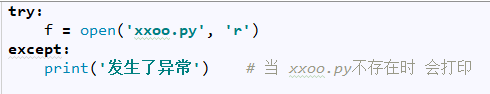 try:
    f = open('xxoo.py', 'r')
except:
    print('发生了异常')    # 当 xxoo.py不存在时 会打印